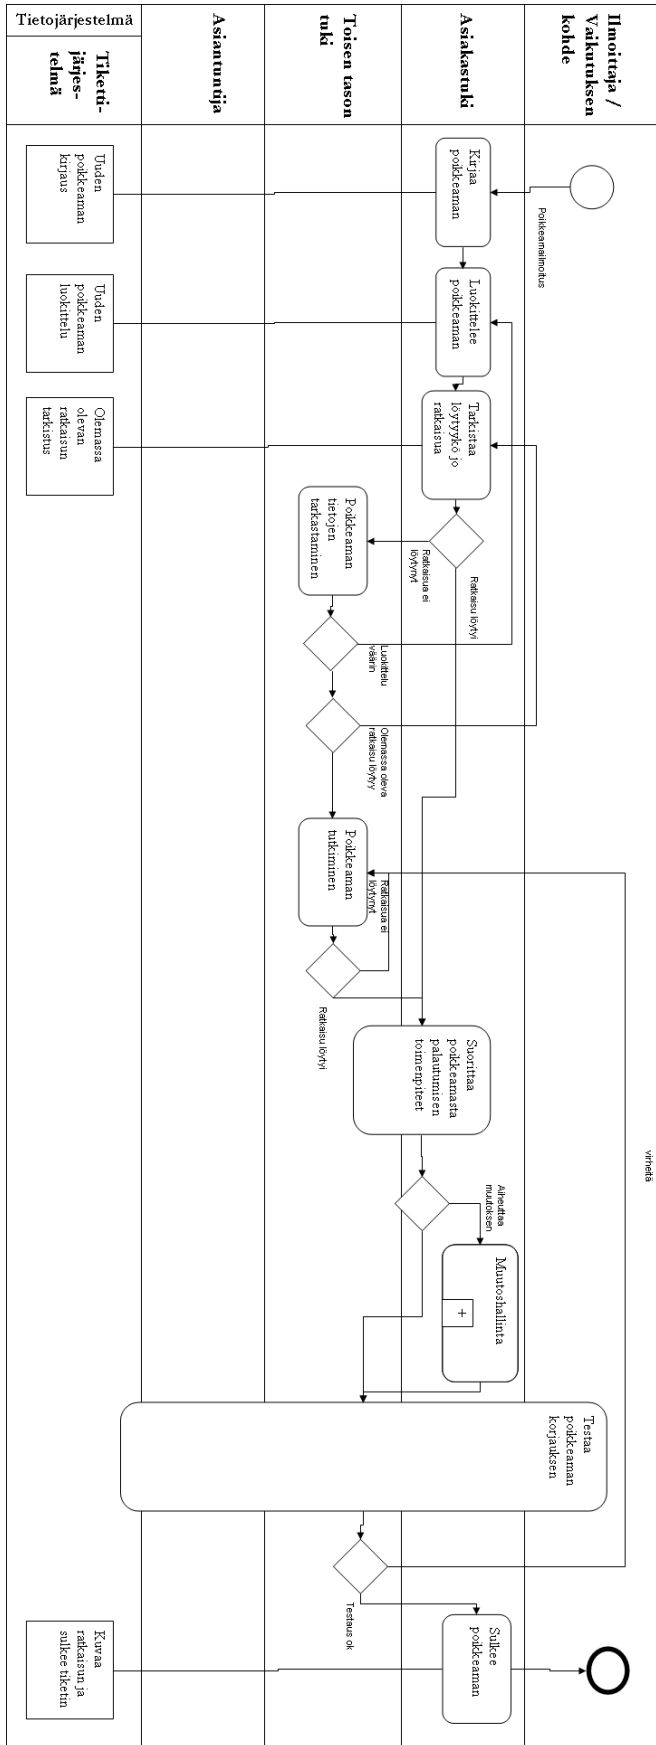 Ilmoittaja /
Vaikutuksen
kohde
Asiakastuki
Toisen tason
tuki
Asiantuntija
Tietojärjestelmä
Tiketti-
järjes-
telmä
Poikkeamailmoitus
Kirjaa
poikkeaman
Uuden
poikkeaman
kirjaus
Luokittelee
poikkeaman
Uuden
poikkeaman
luokittelu
Tarkistaa
löytyykö jo
ratkaisua
Olemassa
olevan
ratkaisun
tarkistus
Ratkaisu löytyi
Ratkaisua ei
löytynyt
Poikkeaman
tietojen
tarkastaminen
Luokittelu
väärin
Olemassa oleva
ratkaisu löytyy
Poikkeaman
tutkiminen
Ratkaisua ei
löytynyt
Ratkaisu löytyi
Suorittaa
poikkeamasta
palautumisen
toimenpiteet
Aiheuttaa
muutoksen
Muutoshallinta
+
virheitä
Testaa
poikkeaman
korjauksen
Testaus ok
Sulkee
poikkeaman
Kuvaa
ratkaisun ja
sulkee tiketin